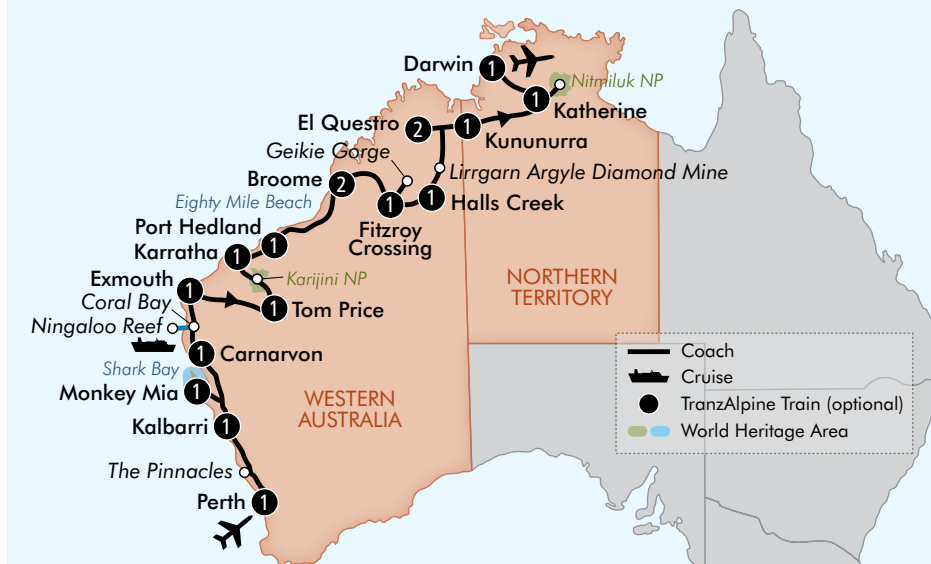 Darwin
1
Nitmiluk NP
1
Katherine
El Questro
2
1
Kununurra
Geikie Gorge
Lirrgarn Argyle Diamond Mine
Broome
2
Eighty Mile Beach
1
1
Halls Creek
Fitzroy
Crossing
Port Hedland
1
Karratha
1
Karijini NP
Exmouth
1
Coral Bay
1
Tom Price
Ningaloo Reef
NORTHERN
TERRITORY
1
Carnarvon
Shark Bay
Monkey Mia
1
WESTERN
AUSTRALIA
Kalbarri
1
The Pinnacles
Perth
1
Coach
Cruise
TranzAlpine Train (optional)
World Heritage Area